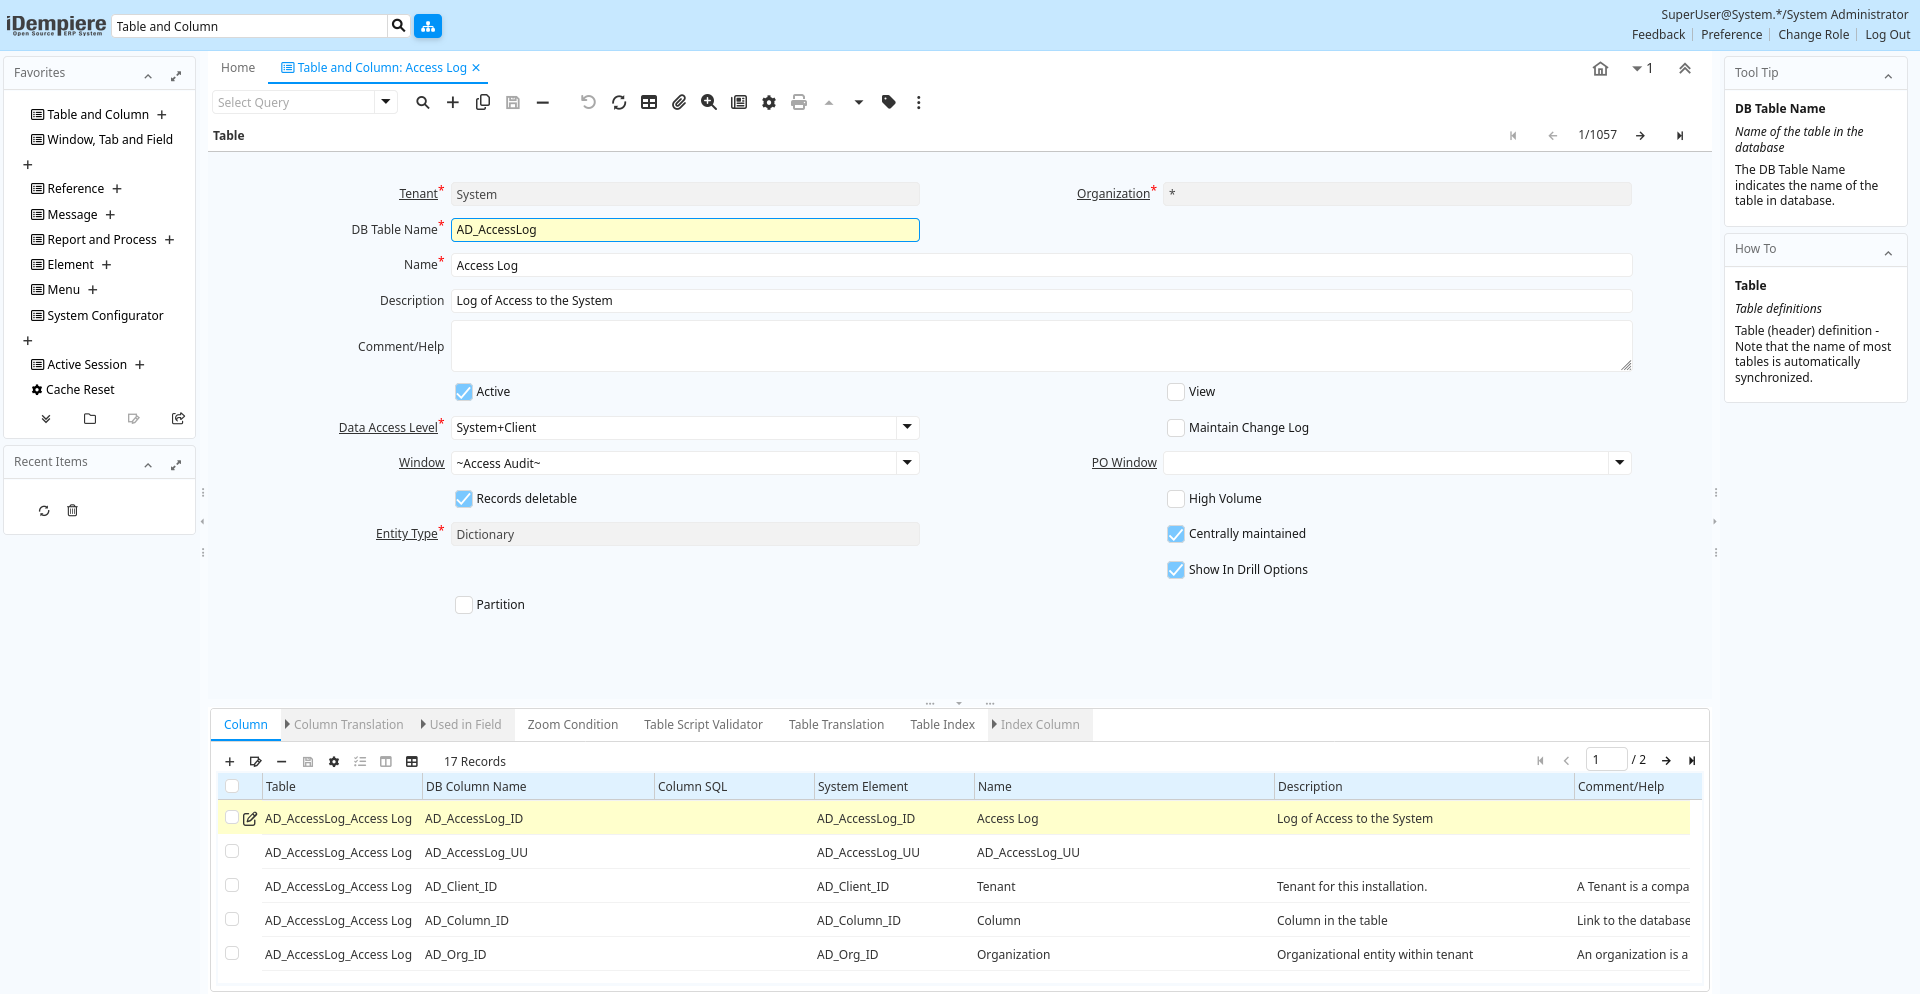 iDempiere
Open Source ERP System
Table and Column
SuperUser@System.*/System Administrator
Feedback
Preference
Change Role
Log Out
Favorites
Table and Column
Window, Tab and Field
Reference
Message
Report and Process
Element
Menu
System Configurator
Active Session
Cache Reset
Recent Items
Home
Table and Column: Access Log
1
Select Query
Table
1/1057
Tenant*
System
Organization*
*
DB Table Name*
AD_AccessLog
Name*
Access Log
Description
Log of Access to the System
Comment/Help
Active
View
Data Access Level*
System+Client
Maintain Change Log
Window
~Access Audit~
PO Window
Records deletable
High Volume
Entity Type*
Dictionary
Centrally maintained
Show In Drill Options
Partition
Column
Column Translation
Used in Field
Zoom Condition
Table Script Validator
Table Translation
Table Index
Index Column
17 Records
1
/ 2
Table DB Column Name Column SQL System Element Name Description Comment/Help
AD_AccessLog_Access Log AD_AccessLog_ID AD_AccessLog_ID Access Log Log of Access to the System
AD_AccessLog_Access Log AD_AccessLog_UU AD_AccessLog_UU AD_AccessLog_UU
AD_AccessLog_Access Log AD_Client_ID AD_Client_ID Tenant Tenant for this installation. A Tenant is a compa
AD_AccessLog_Access Log AD_Column_ID AD_Column_ID Column Column in the table Link to the database
AD_AccessLog_Access Log AD_Org_ID AD_Org_ID Organization Organizational entity within tenant An organization is a
Tool Tip
DB Table Name
Name of the table in the
database
The DB Table Name
indicates the name of the
table in database.
How To
Table
Table definitions
Table (header) definition -
Note that the name of most
tables is automatically
synchronized.